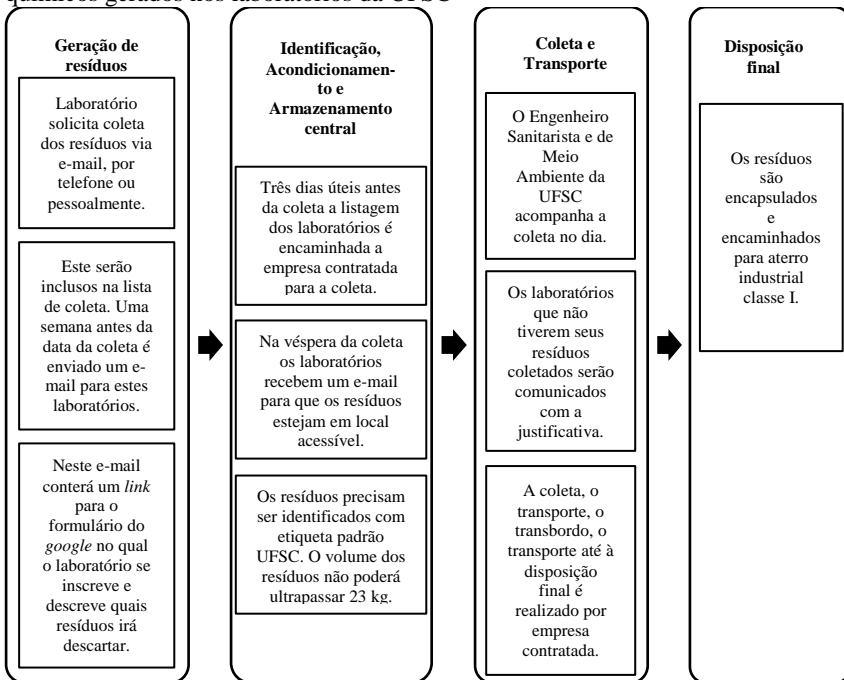 químicos gerados nos laboratórios da UFSC
Geração de
resíduos
Laboratório
solicita coleta
dos resíduos via
e-mail, por
telefone ou
pessoalmente.
Este serão
inclusos na lista
de coleta. Uma
semana antes da
data da coleta é
enviado um e-
mail para estes
laboratórios.
Neste e-mail
conterá um link
para o
formulário do
google no qual
o laboratório se
inscreve e
descreve quais
resíduos irá
descartar.
Identificação,
Acondicionamen-
to e
Armazenamento
central
Três dias úteis antes
da coleta a listagem
dos laboratórios é
encaminhada a
empresa contratada
para a coleta.
Na véspera da coleta
os laboratórios
recebem um e-mail
para que os resíduos
estejam em local
acessível.
Os resíduos precisam
ser identificados com
etiqueta padrão
UFSC. O volume dos
resíduos não poderá
ultrapassar 23 kg.
Coleta e
Transporte
O Engenheiro
Sanitarista e de
Meio
Ambiente da
UFSC
acompanha a
coleta no dia.
Os laboratórios
que não
tiverem seus
resíduos
coletados serão
comunicados
com a
justificativa.
A coleta, o
transporte, o
transbordo, o
transporte até à
disposição
final é
realizado por
empresa
contratada.
Disposição
final
Os resíduos
são
encapsulados
e
encaminhados
para aterro
industrial
classe I.